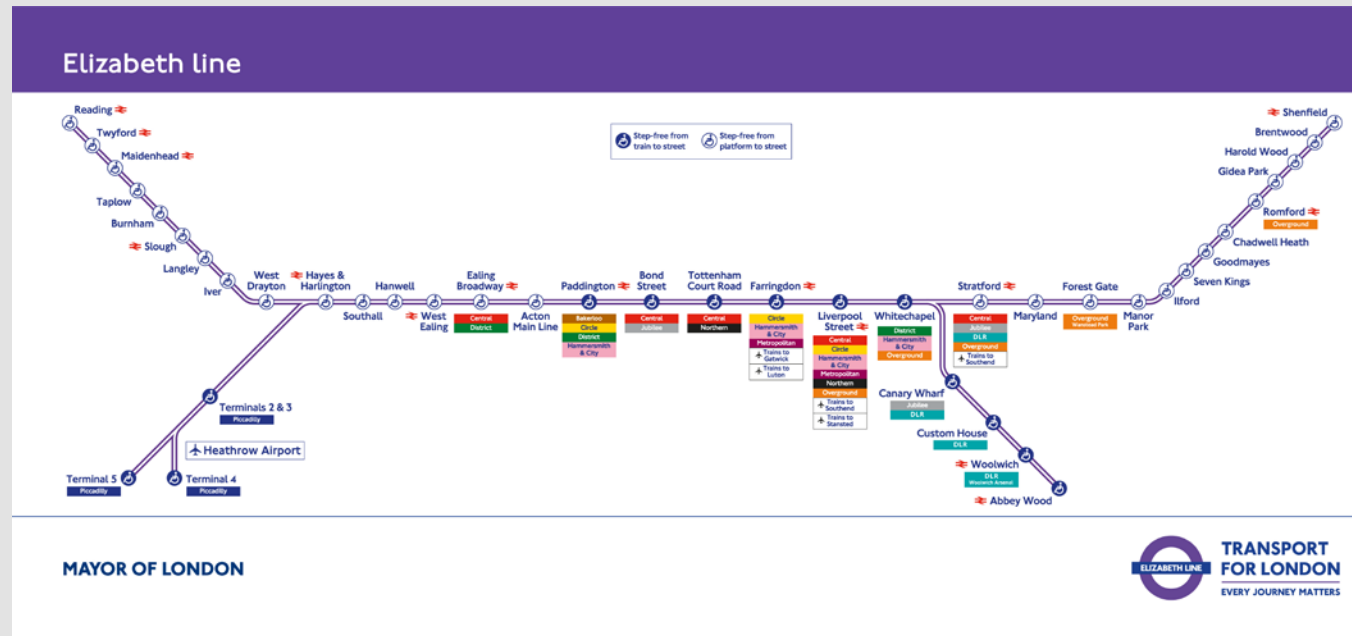 Elizabeth line
Reading
Twyford
Maidenhead
Taplow
Burnham
Slough
Langley
Iver
West
Drayton
Hayes &
Harlington
Southall
Hanwell
West
Ealing
Ealing
Broadway
Central
District
Acton
Main Line
Paddington
Bakerloo
Circle
District
Hammersmith
& City
Bond
Street
Central
Jubilee
Tottenham
Court Road
Central
Northern
Farringdon
Circle
Hammersmith
& City
Metropolitan
Trains to
Gatwick
Trains to
Luton
Liverpool
Street
Central
Circle
Hammersmith
& City
Metropolitan
Northern
Overground
Trains to
Southend
Trains to
Stansted
Whitechapel
District
Hammersmith
& City
Overground
Stratford
Central
Jubilee
DLR
Overground
Trains to
Southend
Maryland
Forest Gate
Overground
Wanstead Park
Manor
Park
Ilford
Seven Kings
Goodmayes
Chadwell Heath
Romford
Overground
Gidea Park
Harold Wood
Brentwood
Shenfield
Step-free from
train to street
Step-free from
platform to street
Terminals 2 & 3
Piccadilly
Heathrow Airport
Terminal 5
Piccadilly
Terminal 4
Piccadilly
Canary Wharf
Jubilee
DLR
Custom House
DLR
Woolwich
DLR
Woolwich Arsenal
Abbey Wood
MAYOR OF LONDON
ELIZABETH LINE
TRANSPORT
FOR LONDON
EVERY JOURNEY MATTERS